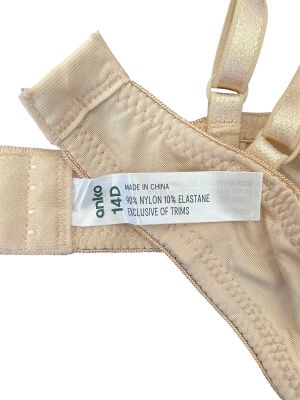 anko
14D
MADE IN CHINA
90% NYLON 10% ELASTANE
EXCLUSIVE OF TRIMS